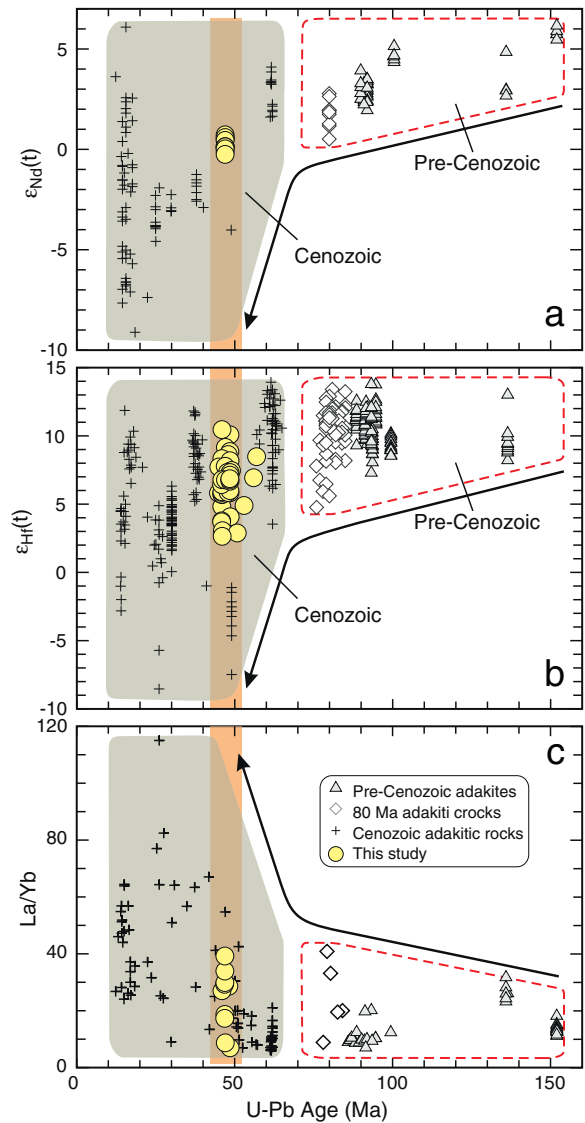 5
0
-5
-10
εNd(t)
Pre-Cenozoic
Cenozoic
a
15
10
5
0
-5
-10
εHf(t)
Pre-Cenozoic
Cenozoic
b
120
80
40
0
La/Yb
c
Pre-Cenozoic adakites
80 Ma adakiti crocks
Cenozoic adakitic rocks
This study
0 50 100 150
U-Pb Age (Ma)